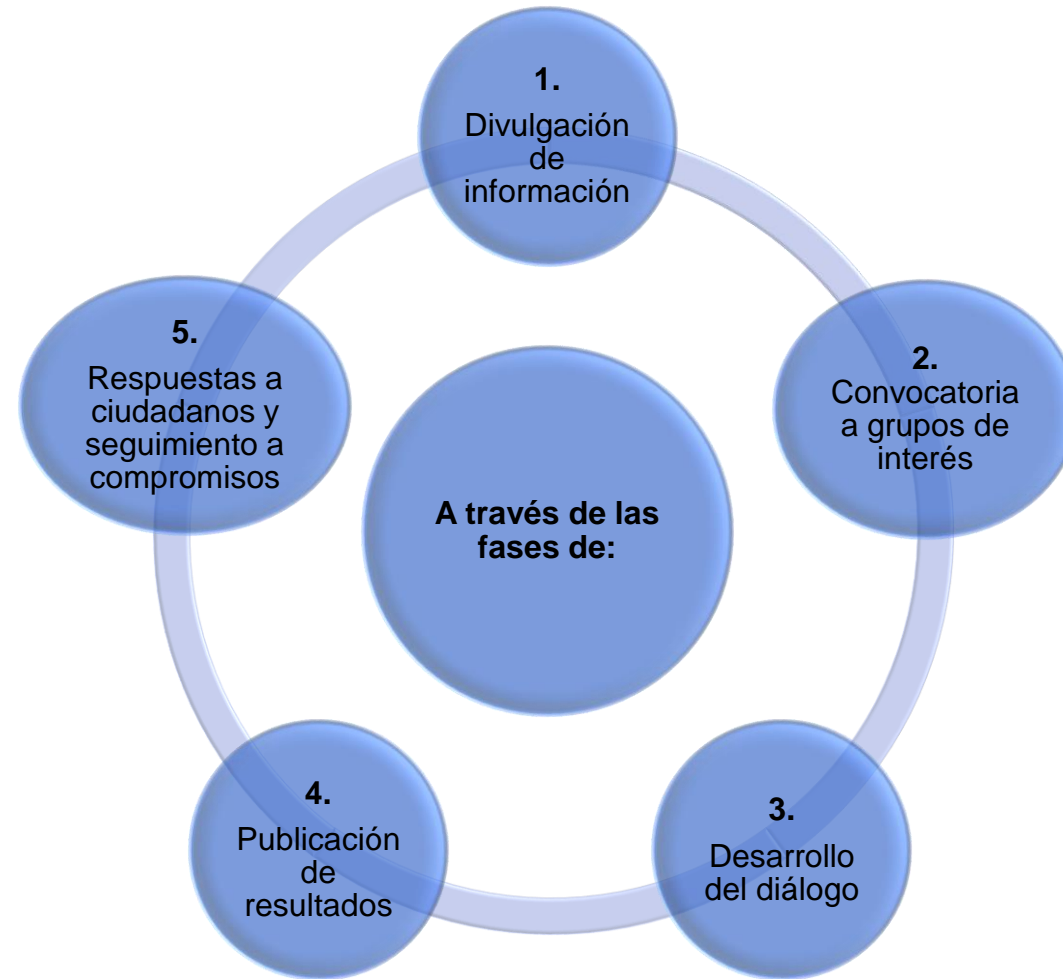 1.
Divulgación
de
información
2.
Convocatoria
a grupos de
interés
3.
Desarrollo
del diálogo
4.
Publicación
de
resultados
5.
Respuestas a
ciudadanos y
seguimiento a
compromisos
A través de las
fases de: